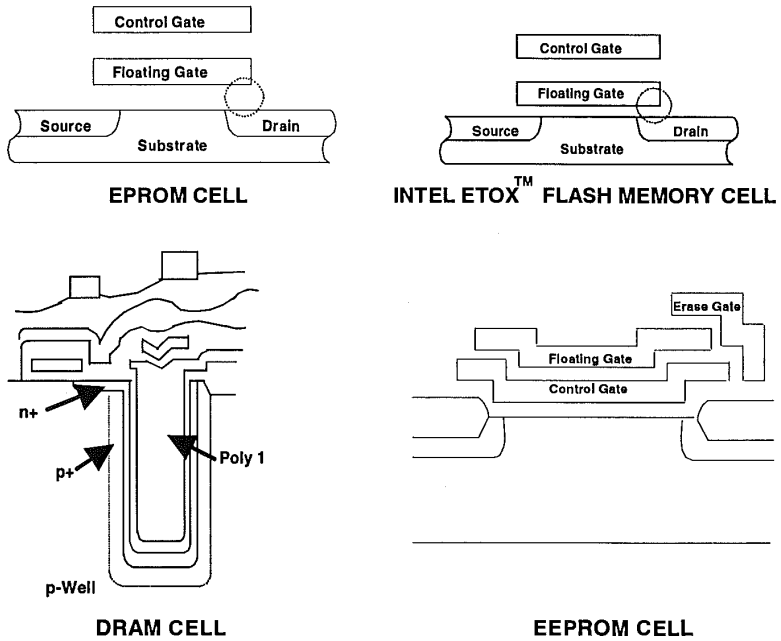 Control Gate
Floating Gate
Source
Drain
Substrate
EPROM CELL
Control Gate
Floating Gate
Source
Drain
Substrate
INTEL ETOX™ FLASH MEMORY CELL
n+
p+
Poly 1
p-Well
DRAM CELL
Erase Gate
Floating Gate
Control Gate
EEPROM CELL